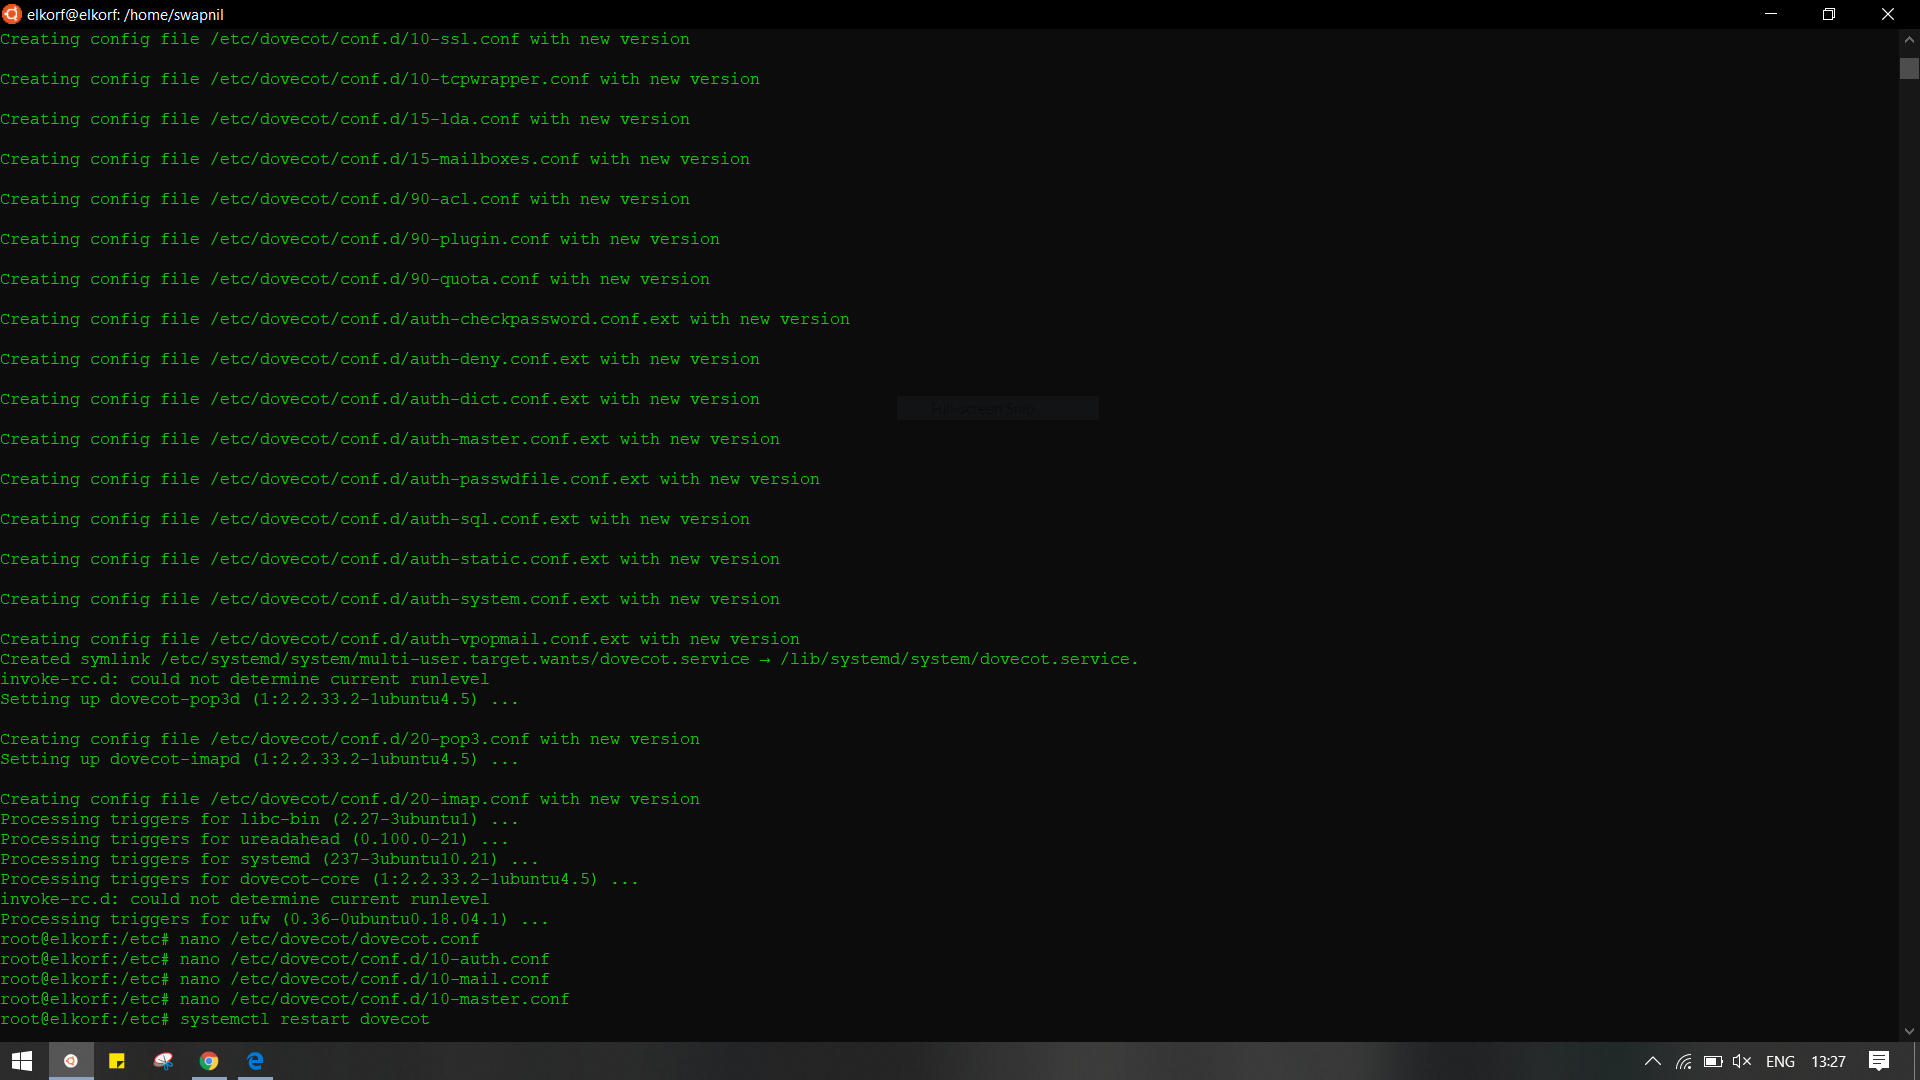 elkorf@elkorf: /home/swapnil
Creating config file /etc/dovecot/conf.d/10-ssl.conf with new version
Creating config file /etc/dovecot/conf.d/10-tcpwrapper.conf with new version
Creating config file /etc/dovecot/conf.d/15-lda.conf with new version
Creating config file /etc/dovecot/conf.d/15-mailboxes.conf with new version
Creating config file /etc/dovecot/conf.d/90-acl.conf with new version
Creating config file /etc/dovecot/conf.d/90-plugin.conf with new version
Creating config file /etc/dovecot/conf.d/90-quota.conf with new version
Creating config file /etc/dovecot/conf.d/auth-checkpassword.conf.ext with new version
Creating config file /etc/dovecot/conf.d/auth-deny.conf.ext with new version
Creating config file /etc/dovecot/conf.d/auth-dict.conf.ext with new version
Full-screen Snip
Creating config file /etc/dovecot/conf.d/auth-master.conf.ext with new version
Creating config file /etc/dovecot/conf.d/auth-passwdfile.conf.ext with new version
Creating config file /etc/dovecot/conf.d/auth-sql.conf.ext with new version
Creating config file /etc/dovecot/conf.d/auth-static.conf.ext with new version
Creating config file /etc/dovecot/conf.d/auth-system.conf.ext with new version
Creating config file /etc/dovecot/conf.d/auth-vpopmail.conf.ext with new version
Created symlink /etc/systemd/system/multi-user.target.wants/dovecot.service → /lib/systemd/system/dovecot.service.
invoke-rc.d: could not determine current runlevel
Setting up dovecot-pop3d (1:2.2.33.2-1ubuntu4.5) ...
Creating config file /etc/dovecot/conf.d/20-pop3.conf with new version
Setting up dovecot-imapd (1:2.2.33.2-1ubuntu4.5) ...
Creating config file /etc/dovecot/conf.d/20-imap.conf with new version
Processing triggers for libc-bin (2.27-3ubuntu1) ...
Processing triggers for ureadahead (0.100.0-21) ...
Processing triggers for systemd (237-3ubuntu10.21) ...
Processing triggers for dovecot-core (1:2.2.33.2-1ubuntu4.5) ...
invoke-rc.d: could not determine current runlevel
Processing triggers for ufw (0.36-0ubuntu0.18.04.1) ...
root@elkorf:/etc# nano /etc/dovecot/dovecot.conf
root@elkorf:/etc# nano /etc/dovecot/conf.d/10-auth.conf
root@elkorf:/etc# nano /etc/dovecot/conf.d/10-mail.conf
root@elkorf:/etc# nano /etc/dovecot/conf.d/10-master.conf
root@elkorf:/etc# systemctl restart dovecot
ENG 13:27